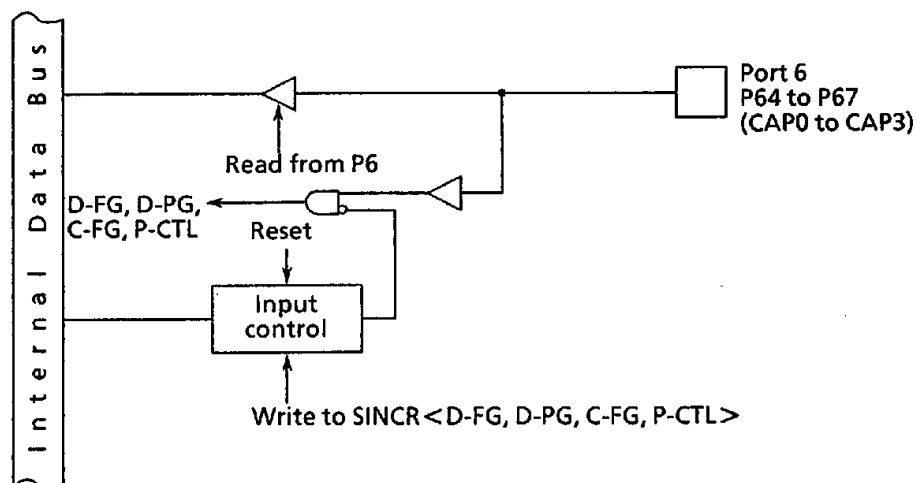 Internal Data Bus
Port 6
P64 to P67
(CAP0 to CAP3)
Read from P6
D-FG, D-PG,
C-FG, P-CTL
Reset
Input
control
Write to SINCR<D-FG, D-PG, C-FG, P-CTL>